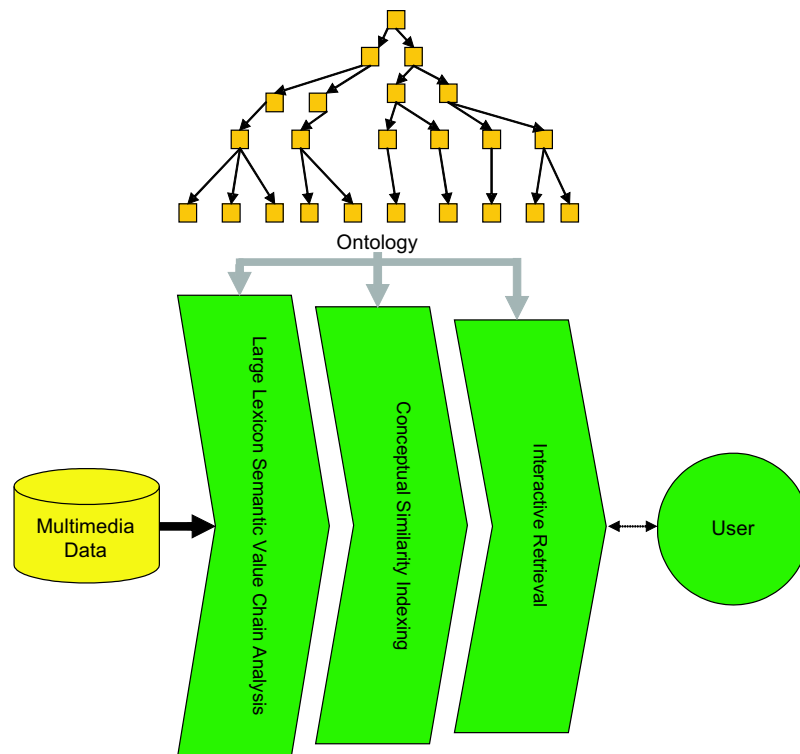 Ontology
Large Lexicon Semantic Value Chain Analysis
Conceptual Similarity Indexing
Interactive Retrieval
Multimedia
Data
User